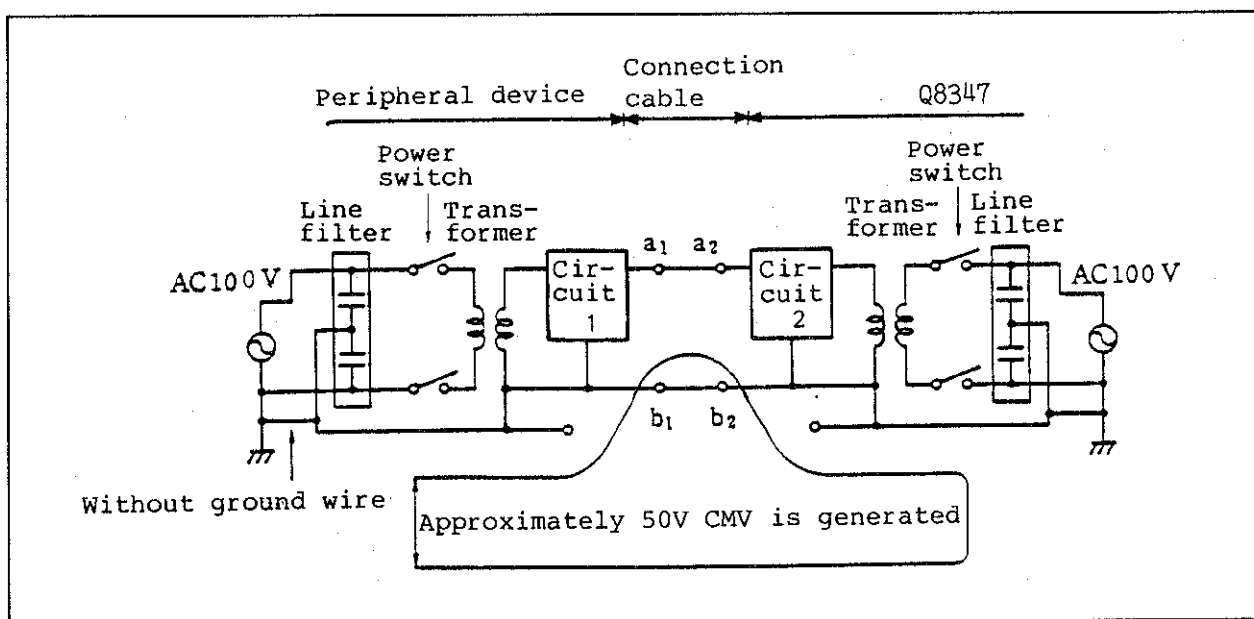 Connection
cable
Peripheral device
Q8347
Power
switch
Power
switch
Line
filter
Trans-
former
Trans-
former
Line
filter
AC100V
Cir-
cuit
1
a1
a2
Cir-
cuit
2
AC100V
b1
b2
Without ground wire
Approximately 50V CMV is generated